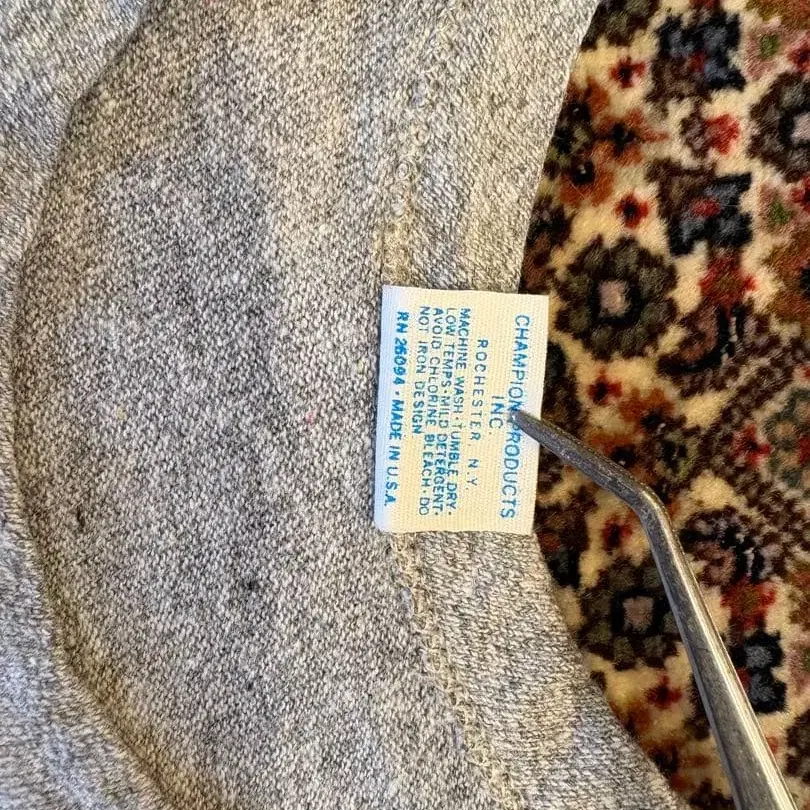 CHAMPION PRODUCTS
INC.
ROCHESTER N.Y.
MACHINE WASH·TUMBLE DRY·
LOW TEMPS·MILD DETERGENT·
AVOID CHLORINE BLEACH·DO
NOT IRON DESIGN
RN 26094 - MADE IN U.S.A.